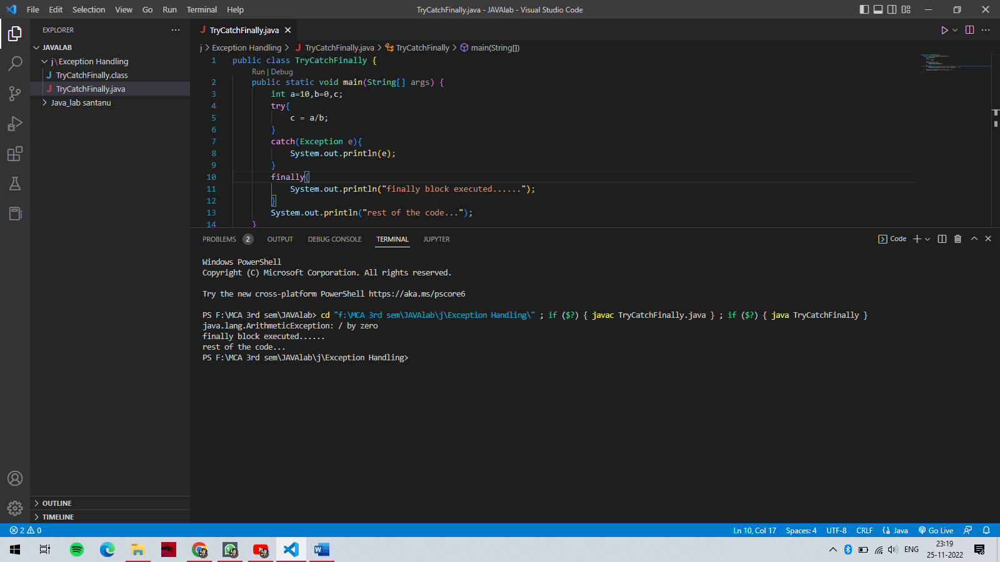 File Edit Selection View Go Run Terminal Help
TryCatchFinally.java - JAVAlab - Visual Studio Code
EXPLORER
JAVALAB
j\Exception Handling
TryCatchFinally.class
TryCatchFinally.java
Java_lab santanu
OUTLINE
TIMELINE
TryCatchFinally.java
j > Exception Handling > TryCatchFinally.java > TryCatchFinally > main(String[])
1 public class TryCatchFinally {
Run | Debug
2 public static void main(String[] args) {
3 int a=10,b=0,c;
4 try{
5 c = a/b;
6 }
7 catch(Exception e){
8 System.out.println(e);
9 }
10 finally{
11 System.out.println("finally block executed......");
12 }
13 System.out.println("rest of the code...");
14 }
PROBLEMS 2 OUTPUT DEBUG CONSOLE TERMINAL JUPYTER
Code
Windows PowerShell
Copyright (C) Microsoft Corporation. All rights reserved.
Try the new cross-platform PowerShell https://aka.ms/pscore6
PS F:\MCA 3rd sem\JAVAlab> cd "f:\MCA 3rd sem\JAVAlab\j\Exception Handling\" ; if ($?) { javac TryCatchFinally.java } ; if ($?) { java TryCatchFinally }
java.lang.ArithmeticException: / by zero
finally block executed......
rest of the code...
PS F:\MCA 3rd sem\JAVAlab\j\Exception Handling>
2 0
Ln 10, Col 17 Spaces: 4 UTF-8 CRLF Java Go Live
ENG
23:19
25-11-2022